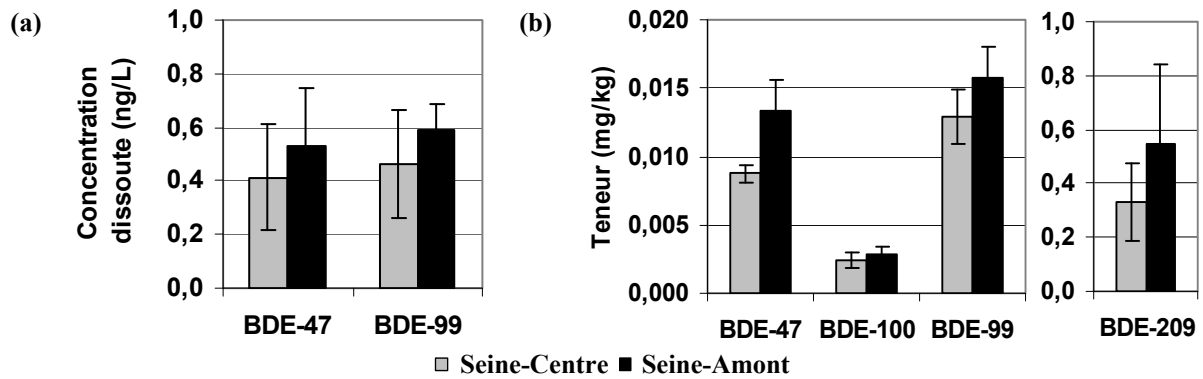 (a)
Concentration
dissoute (ng/L)
1,0
0,8
0,6
0,4
0,2
0,0
BDE-47 BDE-99
(b)
Teneur (mg/kg)
0,020
0,015
0,010
0,005
0,000
BDE-47 BDE-100 BDE-99
1,0
0,8
0,6
0,4
0,2
0,0
BDE-209
Seine-Centre Seine-Amont